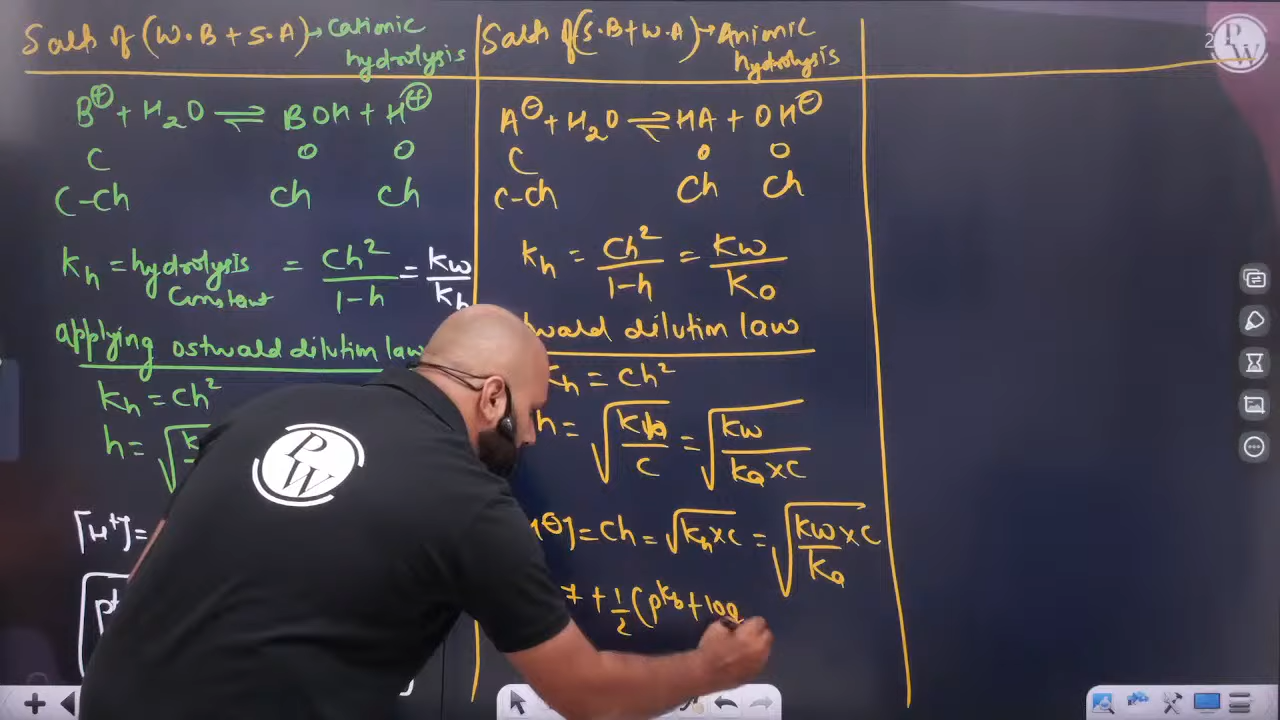 Salt of (W.B + S.A) → Cationic
hydrolysis
B⊕ + H₂O ⇌ BOH + H⊕
C 0 0
C-Ch Ch Ch
Kh = hydrolysis = Ch²/1-h = Kw/Kb
Constant
applying ostwald dilution law
Kh = Ch²
h = √
[H⁺] =
Salt of (S.B + W.A) → Anionic
hydrolysis
A⊖ + H₂O ⇌ HA + OH⊖
C 0 0
C-Ch Ch Ch
Kh = Ch²/1-h = Kw/Ka
dilution law
Kh = Ch²
h = √Kh/C = √Kw/Ka×C
] = Ch = √Kh×C = √Kw×C/Ka
7 + 1/2 (pKa + log
2
PW
PW